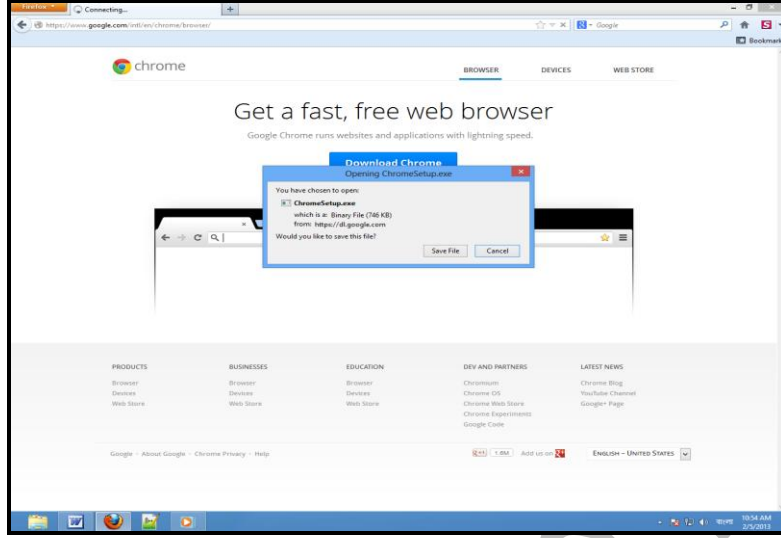 Firefox
Connecting...
https://www.google.com/intl/en/chrome/browser/
Google
Bookmark
chrome
BROWSER DEVICES WEB STORE
Get a fast, free web browser
Google Chrome runs websites and applications with lightning speed.
Download Chrome
Opening ChromeSetup.exe
You have chosen to open:
ChromeSetup.exe
which is a: Binary File (746 KB)
from: https://dl.google.com
Would you like to save this file?
Save File Cancel
PRODUCTS BUSINESSES EDUCATION DEV AND PARTNERS LATEST NEWS
Browser Browser Browser Chromium Chrome Blog
Devices Devices Devices Chrome OS YouTube Channel
Web Store Web Store Web Store Chrome Web Store Google+ Page
Chrome Experiments
Google Code
Google - About Google - Chrome Privacy - Help
+1 1.6M Add us on ENGLISH – UNITED STATES
10:54 AM
2/5/2013